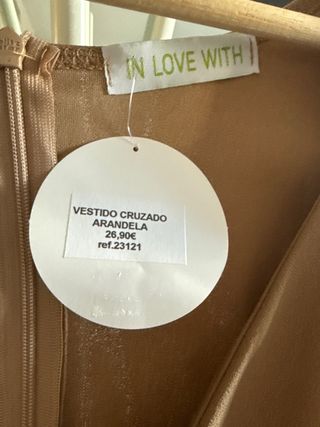 IN LOVE WITH
VESTIDO CRUZADO
ARANDELA
26,90€
ref.23121